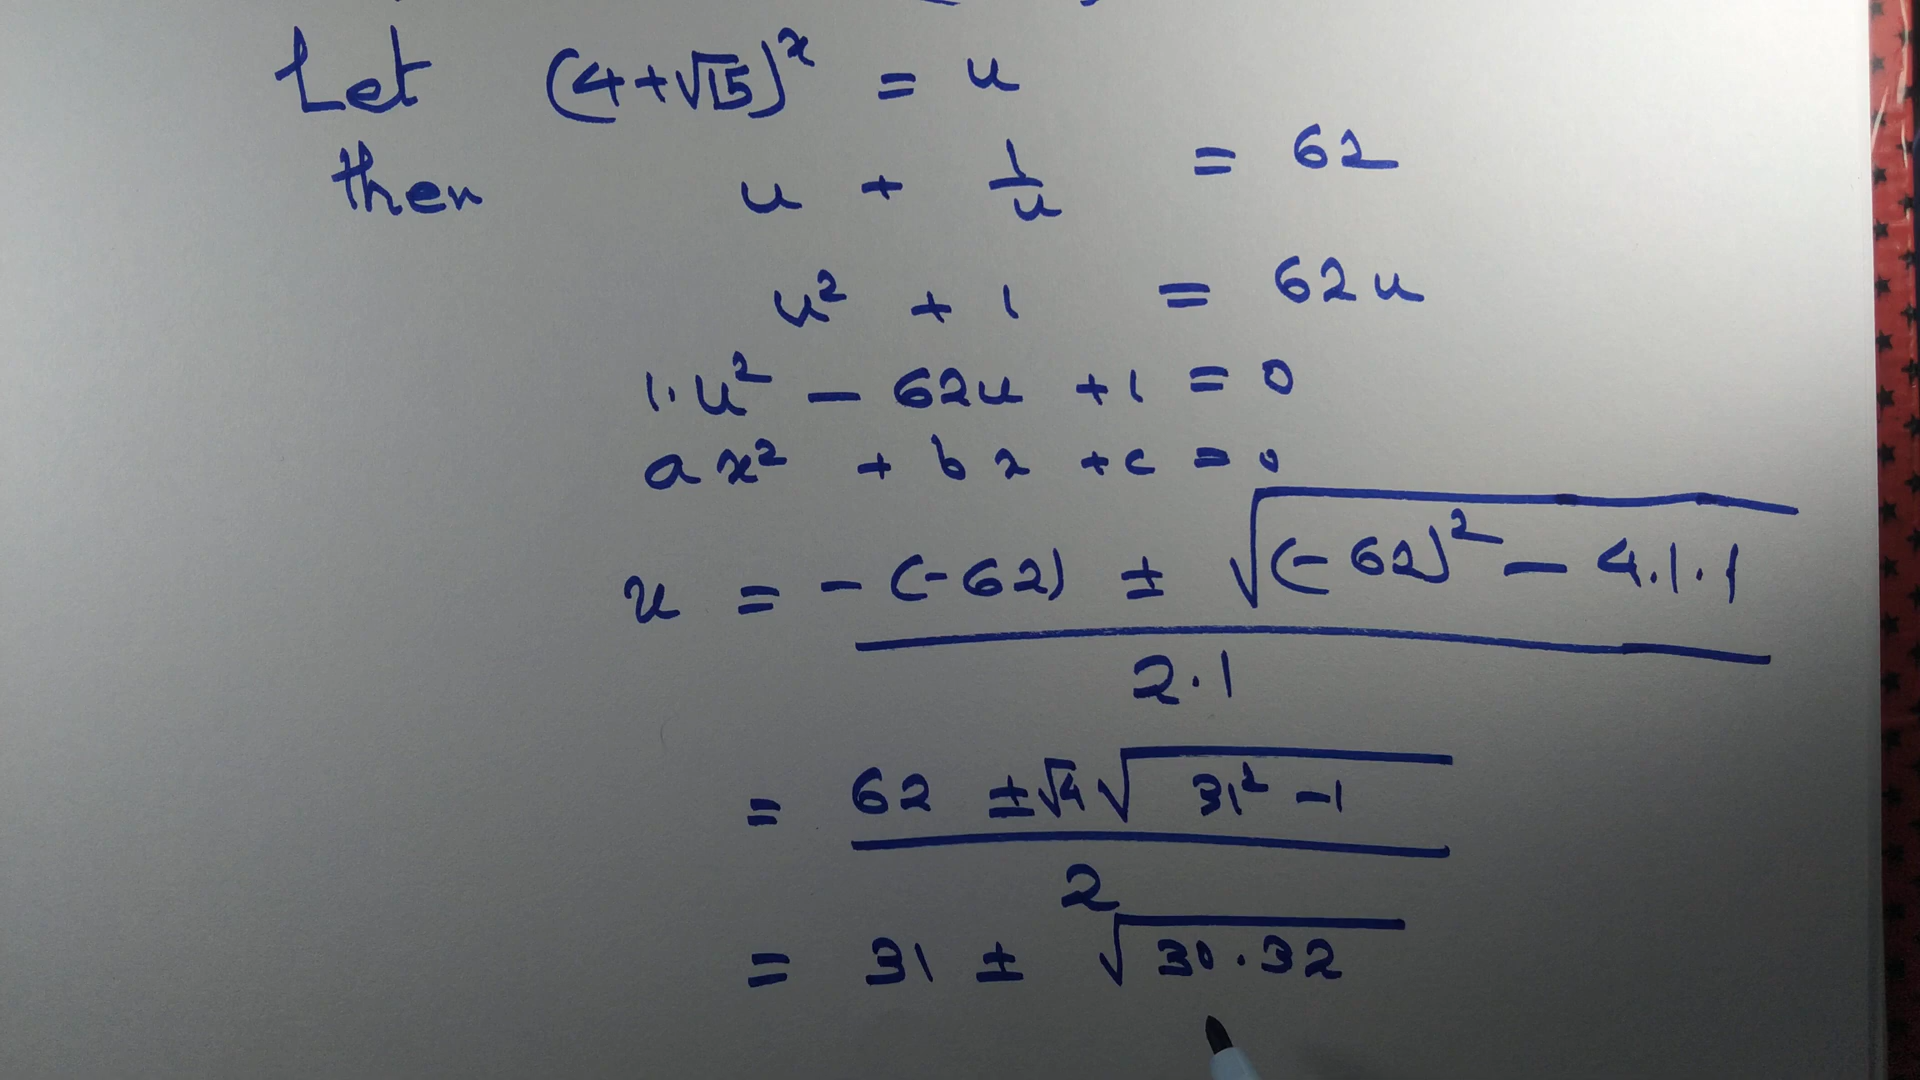 Let (4+√15)^x = u
then u + 1/u = 62
u² + 1 = 62u
1·u² − 62u + 1 = 0
ax² + bx + c = 0
u = −(−62) ± √((−62)² − 4·1·1)
2·1
= 62 ± √4 √(31² − 1)
2
= 31 ± √(30·32)